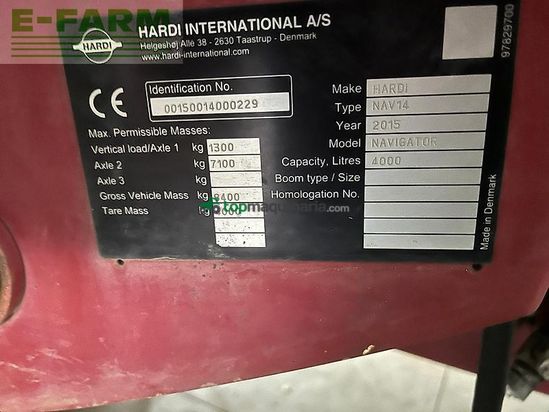 E-FARM
HARDI
HARDI INTERNATIONAL A/S
Helgeshøj Alle 38 - 2630 Taastrup - Denmark
www.hardi-international.com
97829700
CE
Identification No.
00150014000229
Max. Permissible Masses:
Vertical load/Axle 1 kg 1300
Axle 2 kg 7100
Axle 3 kg
Gross Vehicle Mass kg 8400
Tare Mass kg
Make HARDI
Type NAV14
Year 2015
Model NAVIGATOR
Capacity, Litres 4000
Boom type / Size
Homologation No.
Made in Denmark
topmaquinaria.com